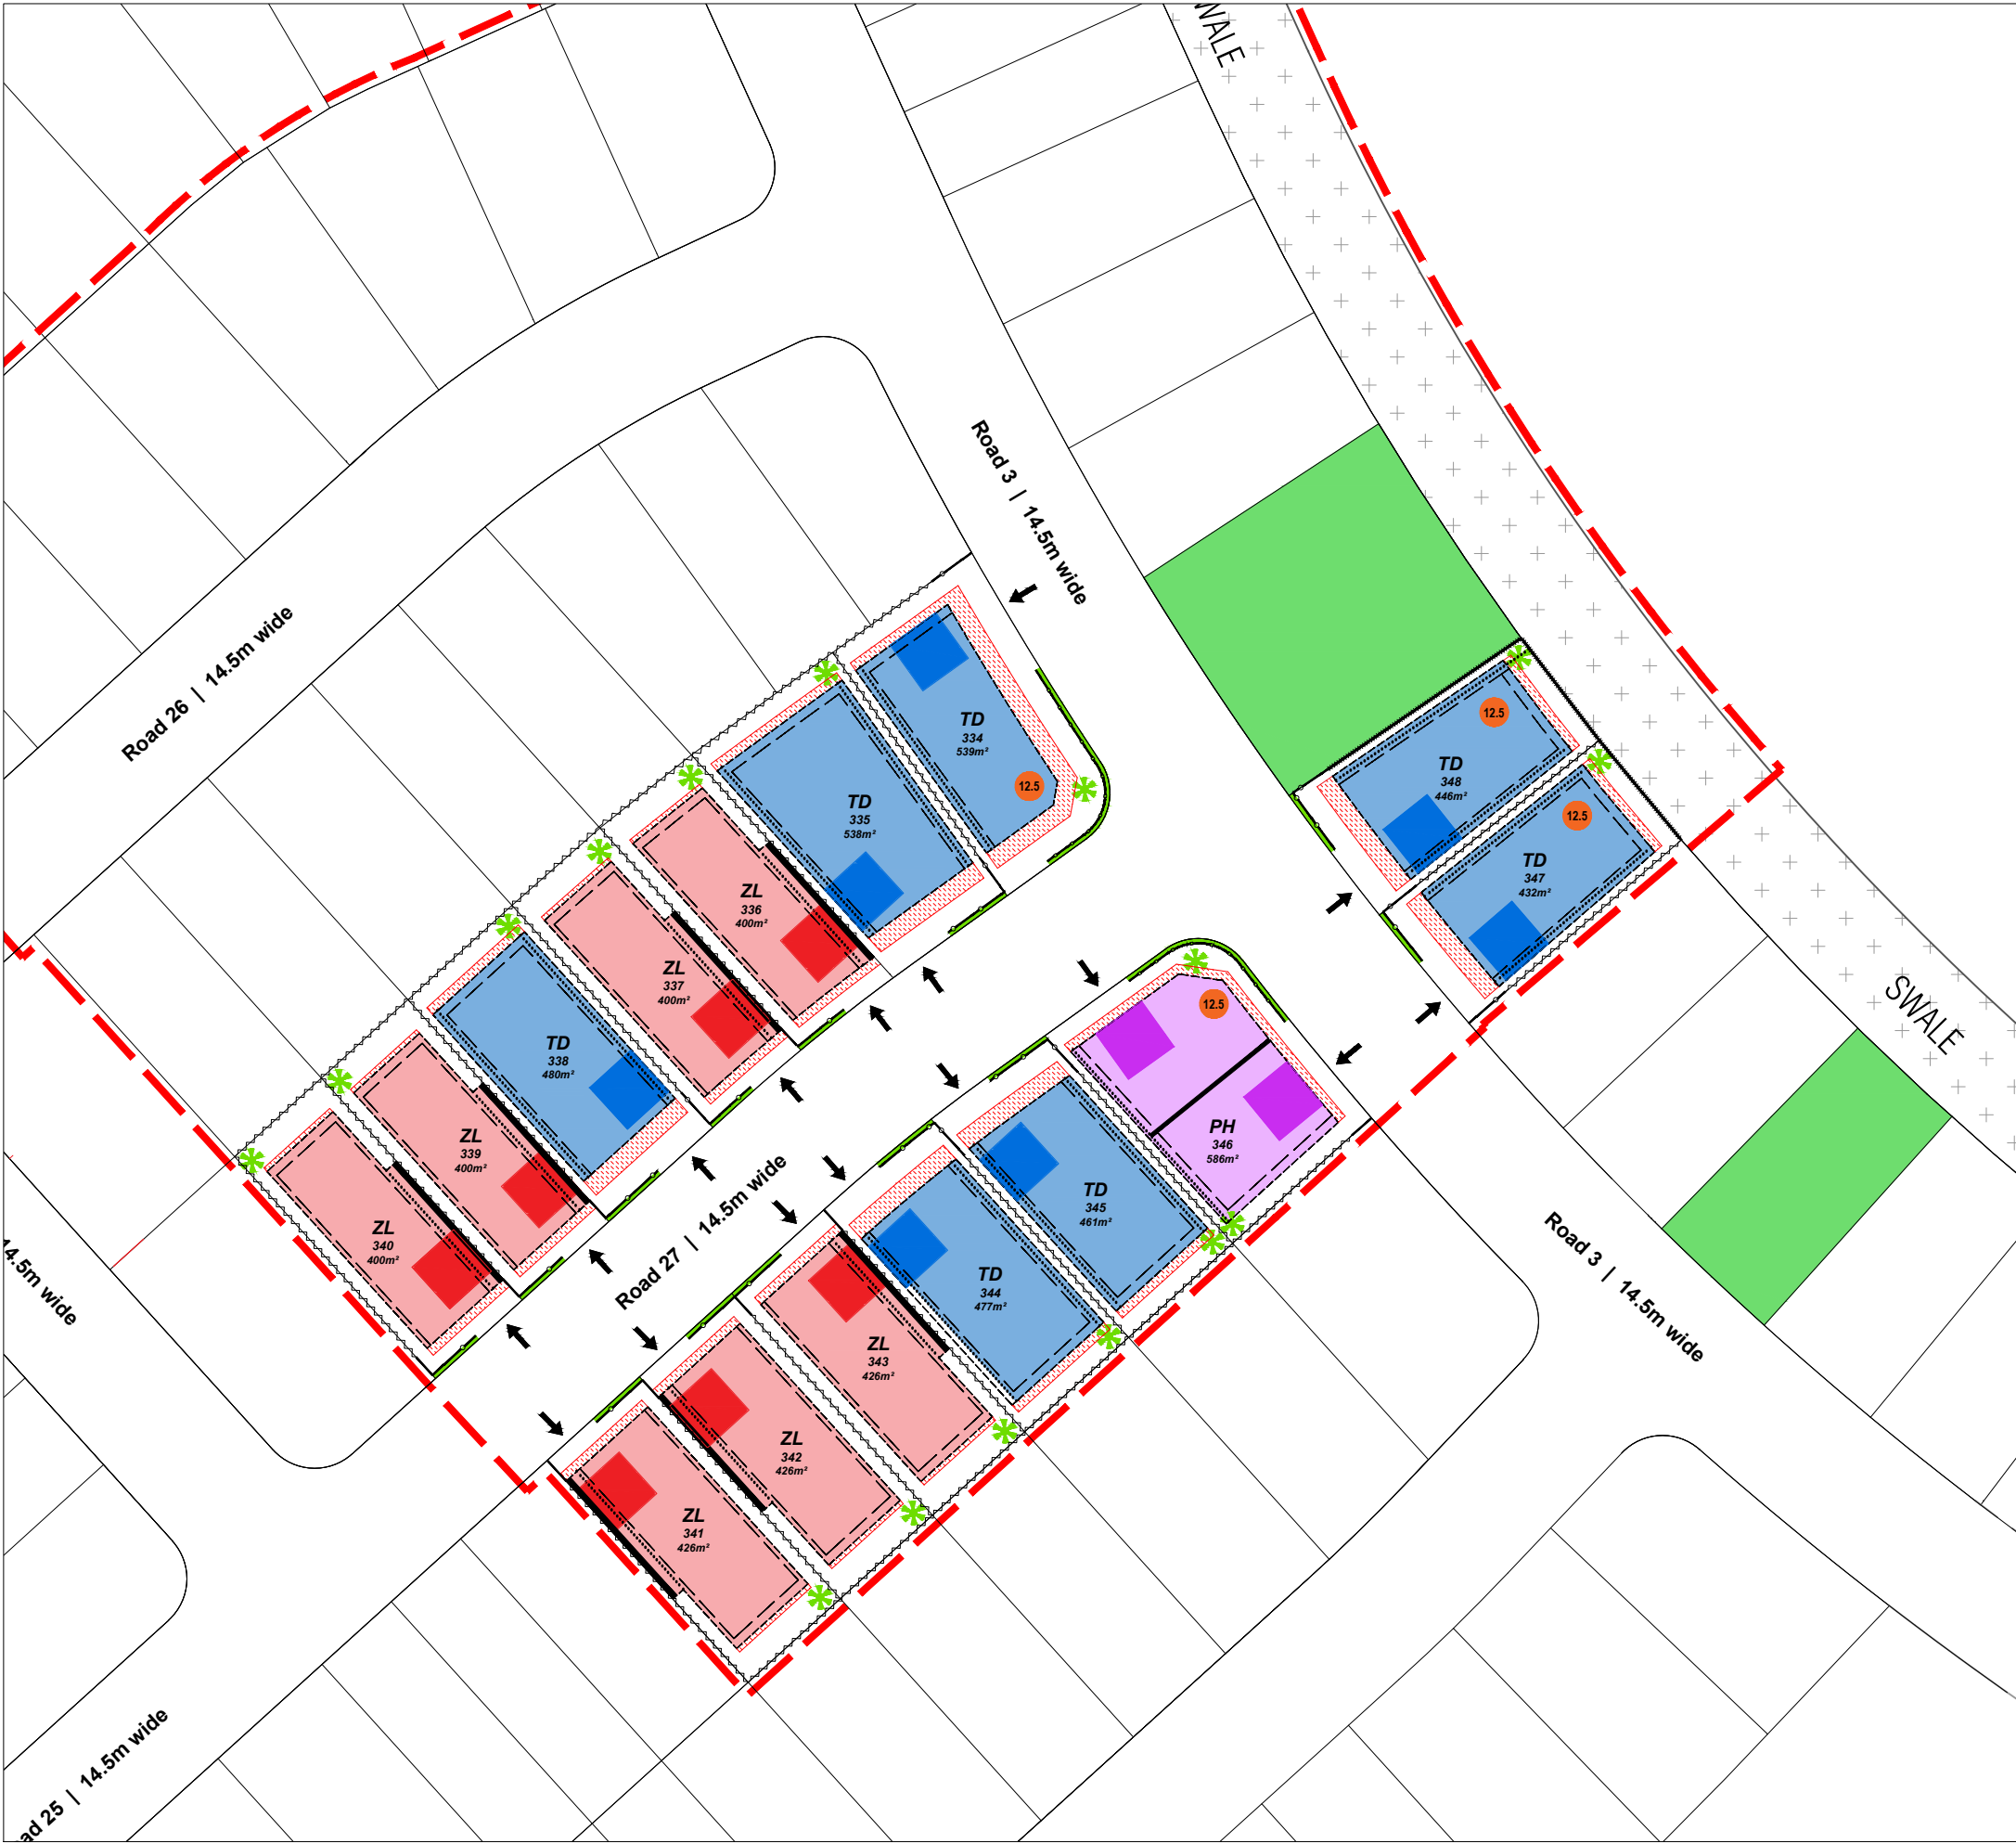 WALE
Road 3 | 14.5m wide
Road 26 | 14.5m wide
TD
334
539m²
12.5
TD
335
538m²
ZL
336
400m²
ZL
337
400m²
TD
338
480m²
ZL
339
400m²
ZL
340
400m²
12.5
TD
348
446m²
12.5
TD
347
432m²
SWALE
12.5
PH
346
586m²
TD
345
461m²
TD
344
477m²
ZL
343
426m²
ZL
342
426m²
ZL
341
426m²
Road 27 | 14.5m wide
Road 3 | 14.5m wide
14.5m wide
ad 25 | 14.5m wide